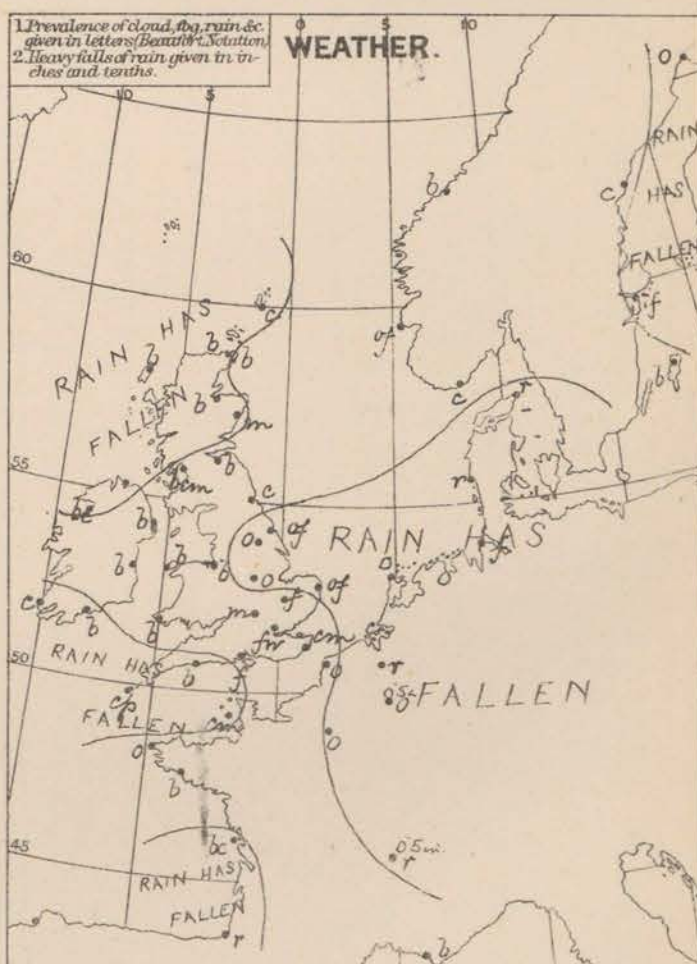 1. Prevalence of cloud, fog, rain &c.
given in letters (Beaufort Notation)
2. Heavy falls of rain given in in-
ches and tenths.
WEATHER.
10
5
0
5
10
o
RAIN
b
c
HAS
60
FALLEN
c
f
RAIN HAS
of
b
b
b
c
b
r
FALLEN
b
m
55
b
bcm
r
c
bc
b
o
of
RAIN HAS
b
b
b
o
o
of
f
c
b
b
m
fw
cm
50
RAIN HAS
b
f
o
r
cp
FALLEN
cm
o
FALLEN
o
b
o
45
bc
05 in.
r
RAIN HAS
FALLEN
r
b